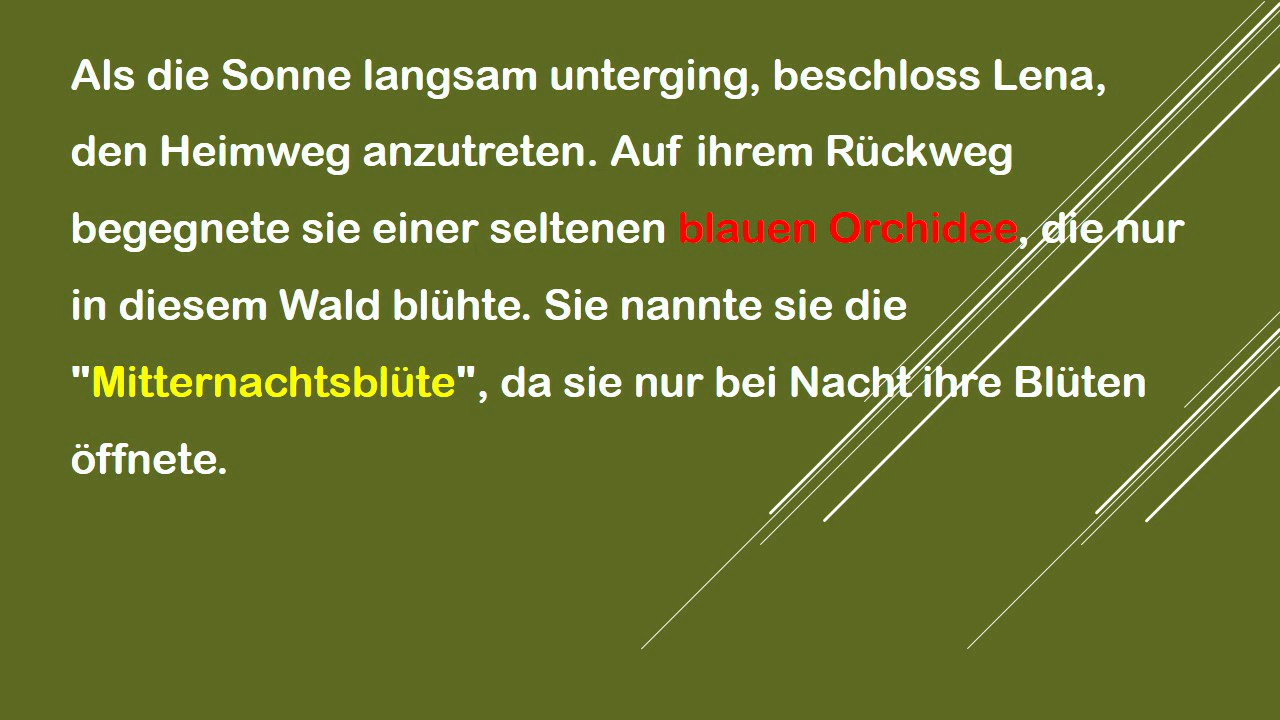 Als die Sonne langsam unterging, beschloss Lena,
den Heimweg anzutreten. Auf ihrem Rückweg
begegnete sie einer seltenen blauen Orchidee, die nur
in diesem Wald blühte. Sie nannte sie die
"Mitternachtsblüte", da sie nur bei Nacht ihre Blüten
öffnete.